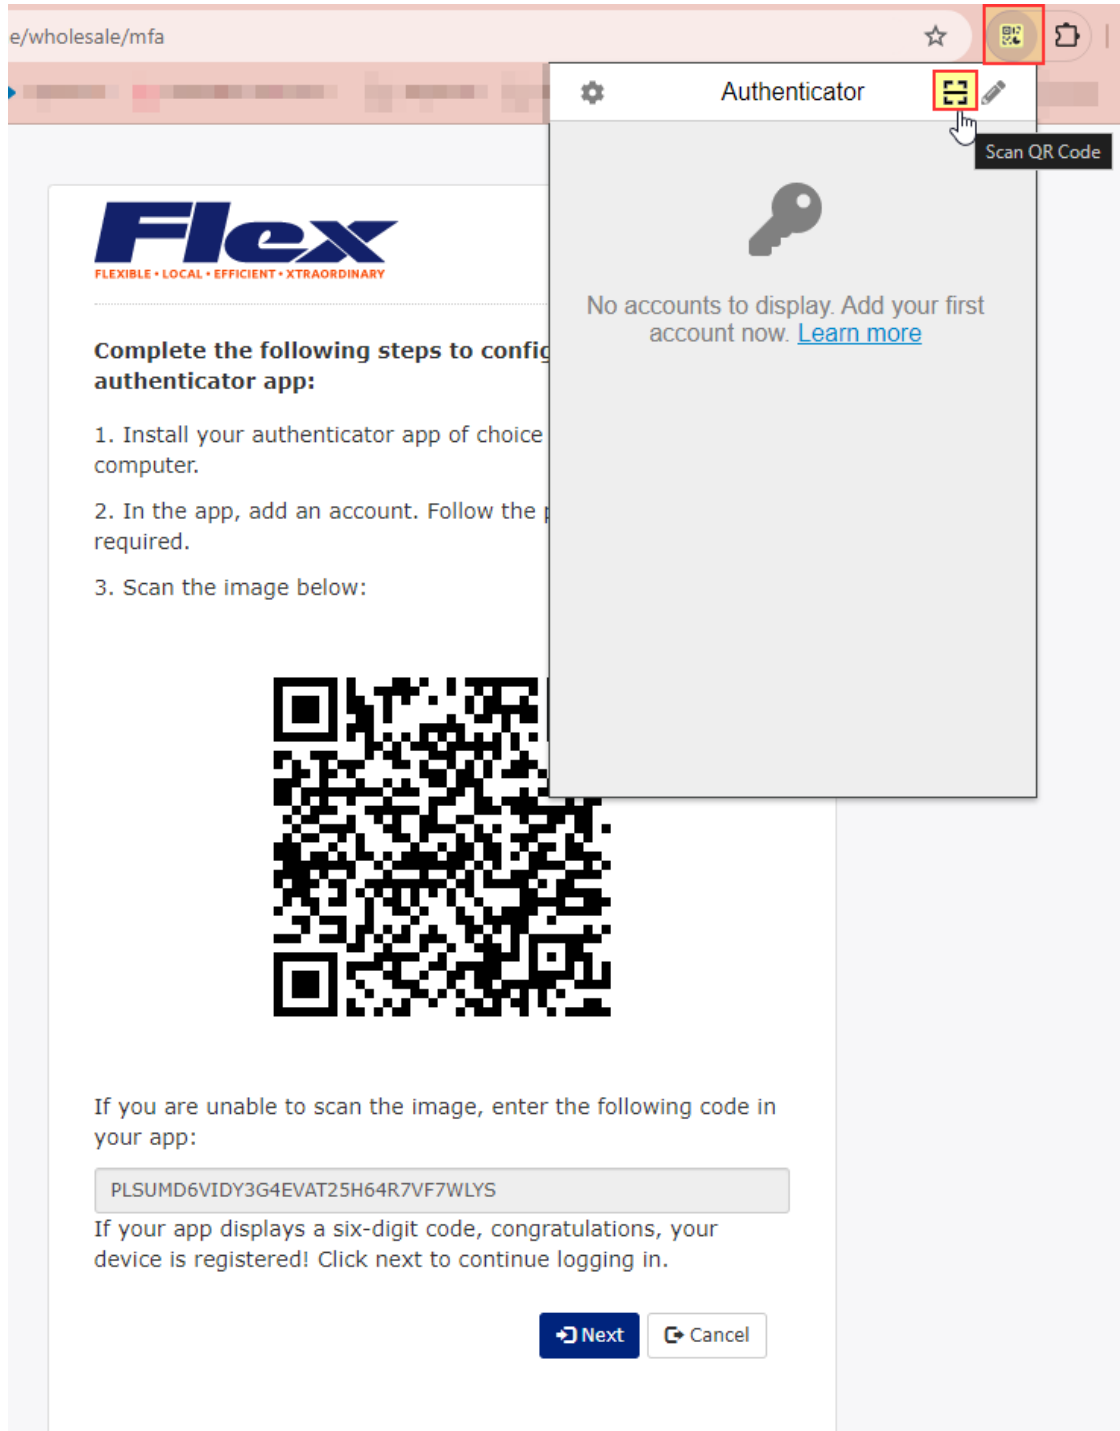 e/wholesale/mfa
Authenticator
Scan QR Code
No accounts to display. Add your first
account now. Learn more
Flex
FLEXIBLE • LOCAL • EFFICIENT • XTRAORDINARY
Complete the following steps to config
authenticator app:
1. Install your authenticator app of choice
computer.
2. In the app, add an account. Follow the p
required.
3. Scan the image below:
If you are unable to scan the image, enter the following code in
your app:
PLSUMD6VIDY3G4EVAT25H64R7VF7WLYS
If your app displays a six-digit code, congratulations, your
device is registered! Click next to continue logging in.
Next
Cancel